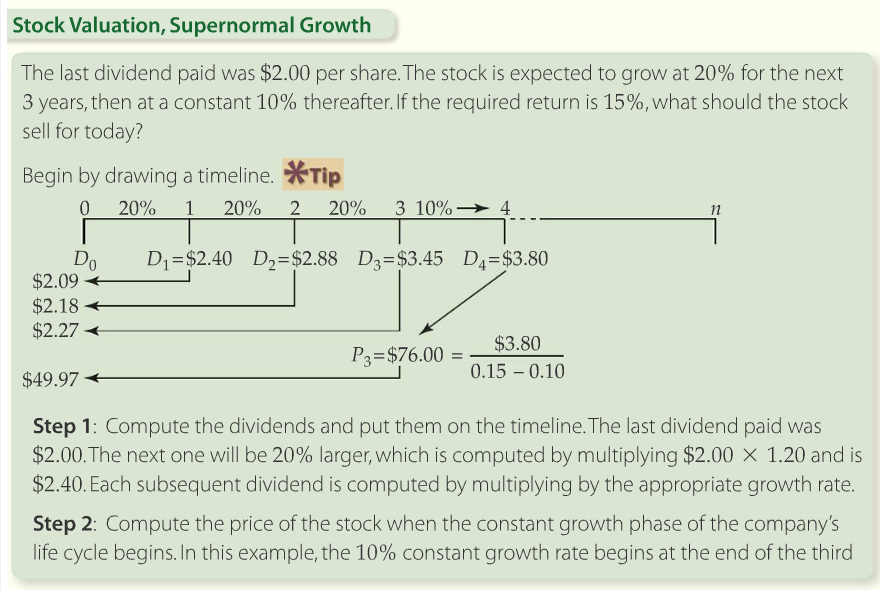 Stock Valuation, Supernormal Growth
The last dividend paid was $2.00 per share. The stock is expected to grow at 20% for the next
3 years, then at a constant 10% thereafter. If the required return is 15%, what should the stock
sell for today?
Begin by drawing a timeline. *Tip
0 20% 1 20% 2 20% 3 10% → 4 n
D₀ D₁=$2.40 D₂=$2.88 D₃=$3.45 D₄=$3.80
$2.09
$2.18
$2.27
P₃=$76.00 = $3.80
0.15 – 0.10
$49.97
Step 1: Compute the dividends and put them on the timeline. The last dividend paid was
$2.00. The next one will be 20% larger, which is computed by multiplying $2.00 × 1.20 and is
$2.40. Each subsequent dividend is computed by multiplying by the appropriate growth rate.
Step 2: Compute the price of the stock when the constant growth phase of the company's
life cycle begins. In this example, the 10% constant growth rate begins at the end of the third